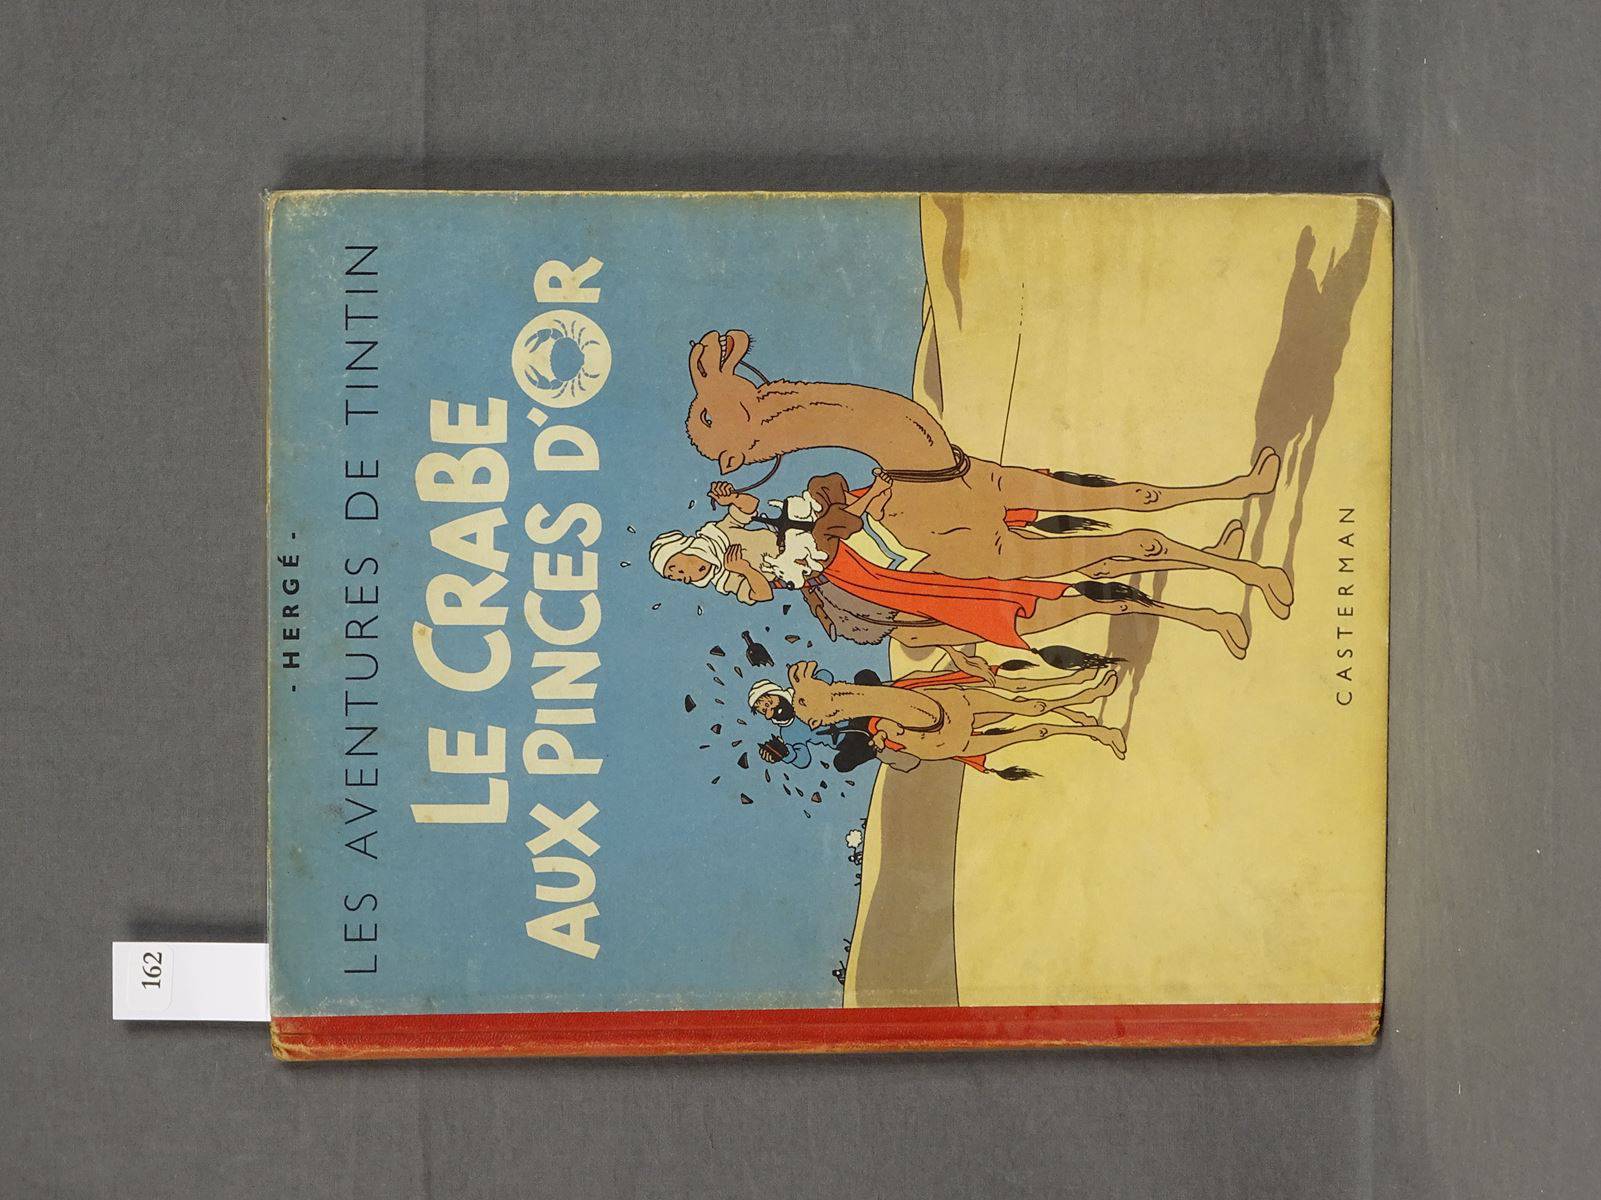 162
- HERGÉ -
LES AVENTURES DE TINTIN
LE CRABE
AUX PINCES D'OR
CASTERMAN